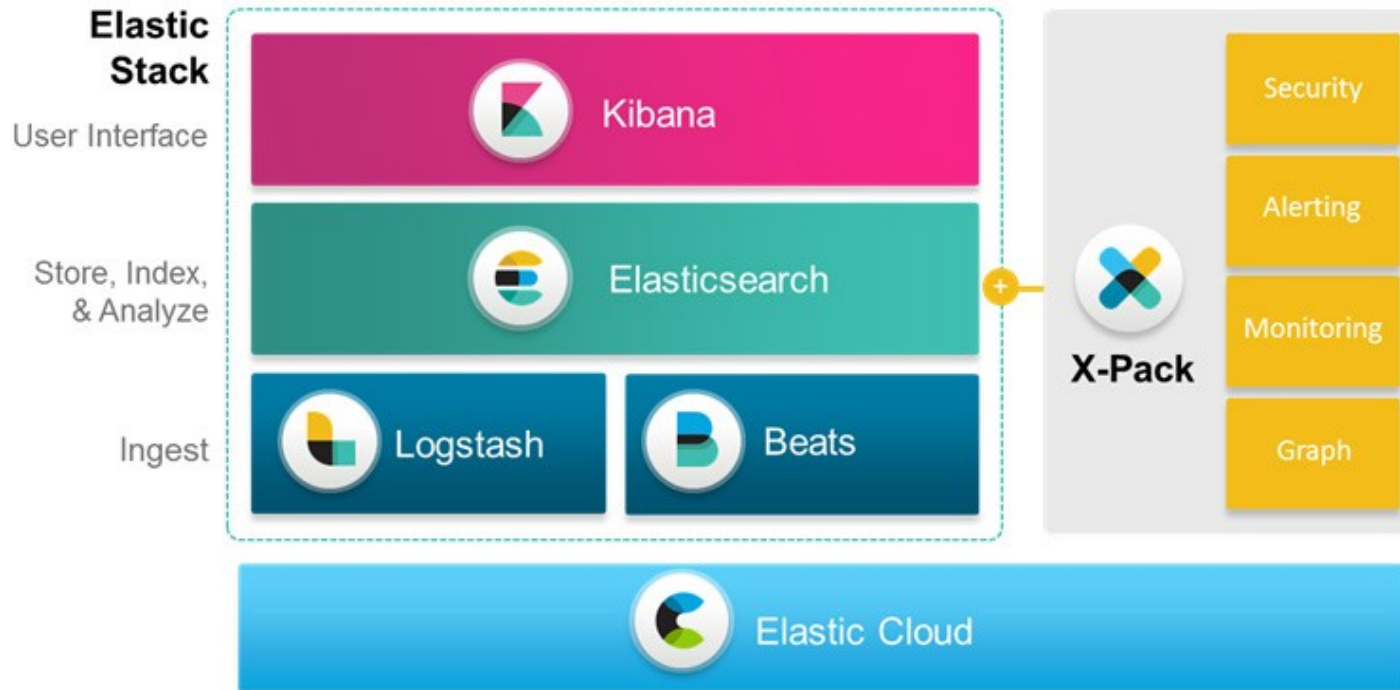 Elastic
Stack
User Interface
Kibana
Store, Index,
& Analyze
Elasticsearch
Ingest
Logstash
Beats
+
X-Pack
Security
Alerting
Monitoring
Graph
Elastic Cloud